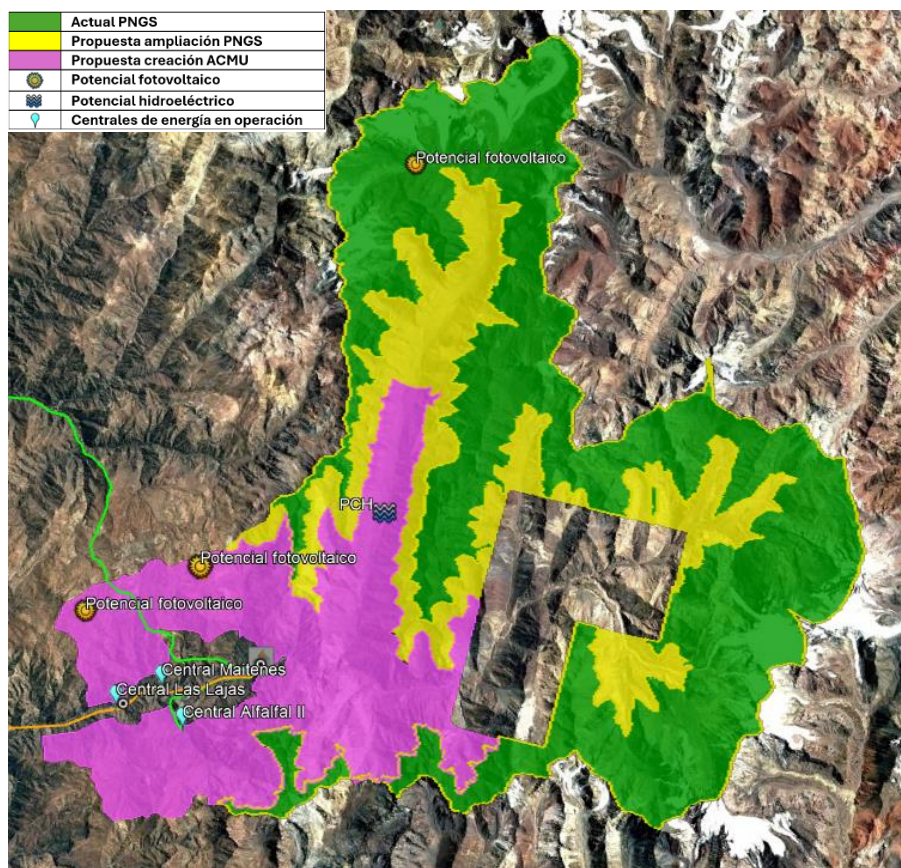 Actual PNGS
Propuesta ampliación PNGS
Propuesta creación ACMU
Potencial fotovoltaico
Potencial hidroeléctrico
Centrales de energía en operación
Potencial fotovoltaico
PCH
Potencial fotovoltaico
Potencial fotovoltaico
Central Maitenes
Central Las Lajas
Central Alfalfal II